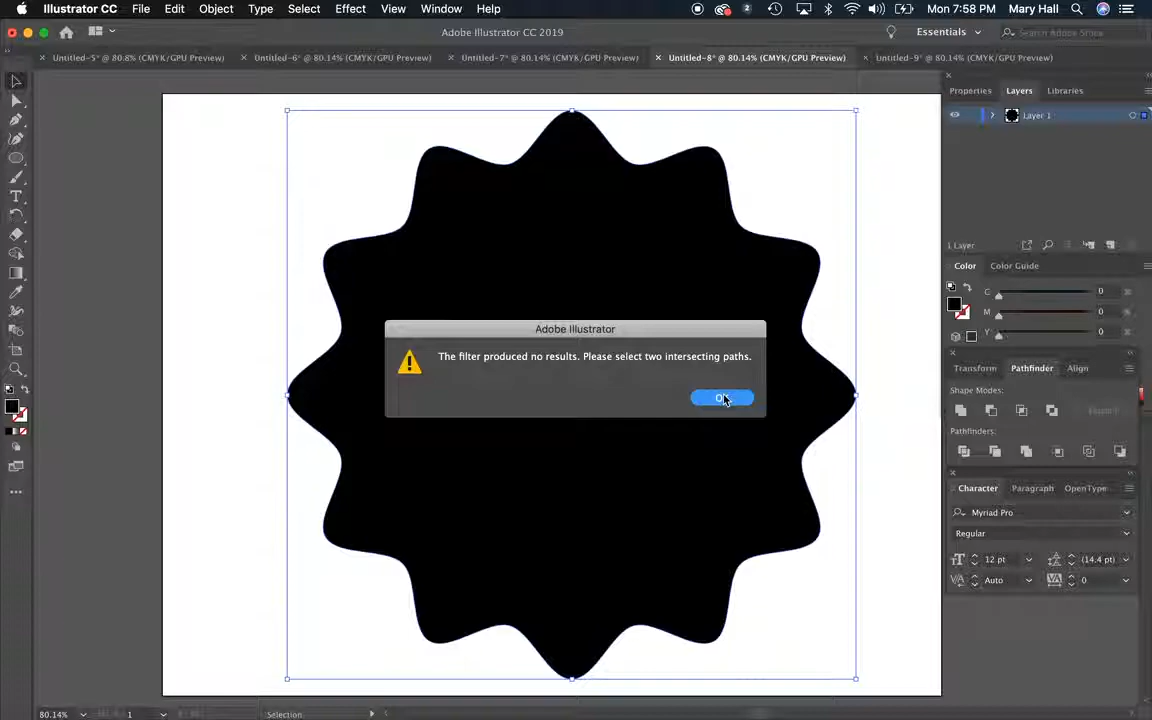 Illustrator CC File Edit Object Type Select Effect View Window Help 2 Mon 7:58 PM Mary Hall
Adobe Illustrator CC 2019 Essentials Search Adobe Stock
Untitled-5* @ 80.8% (CMYK/GPU Preview) Untitled-6* @ 80.14% (CMYK/GPU Preview) Untitled-7* @ 80.14% (CMYK/GPU Preview) Untitled-8* @ 80.14% (CMYK/GPU Preview) Untitled-9* @ 80.14% (CMYK/GPU Preview)
Properties Layers Libraries
Layer 1
1 Layer
Color Color Guide
C 0 %
M 0 %
Y 0 %
Adobe Illustrator
The filter produced no results. Please select two intersecting paths.
Transform Pathfinder Align
Shape Modes:
Expand
Pathfinders:
Character Paragraph OpenType
Myriad Pro
Regular
12 pt (14.4 pt)
Auto 0
80.14% 1 Selection